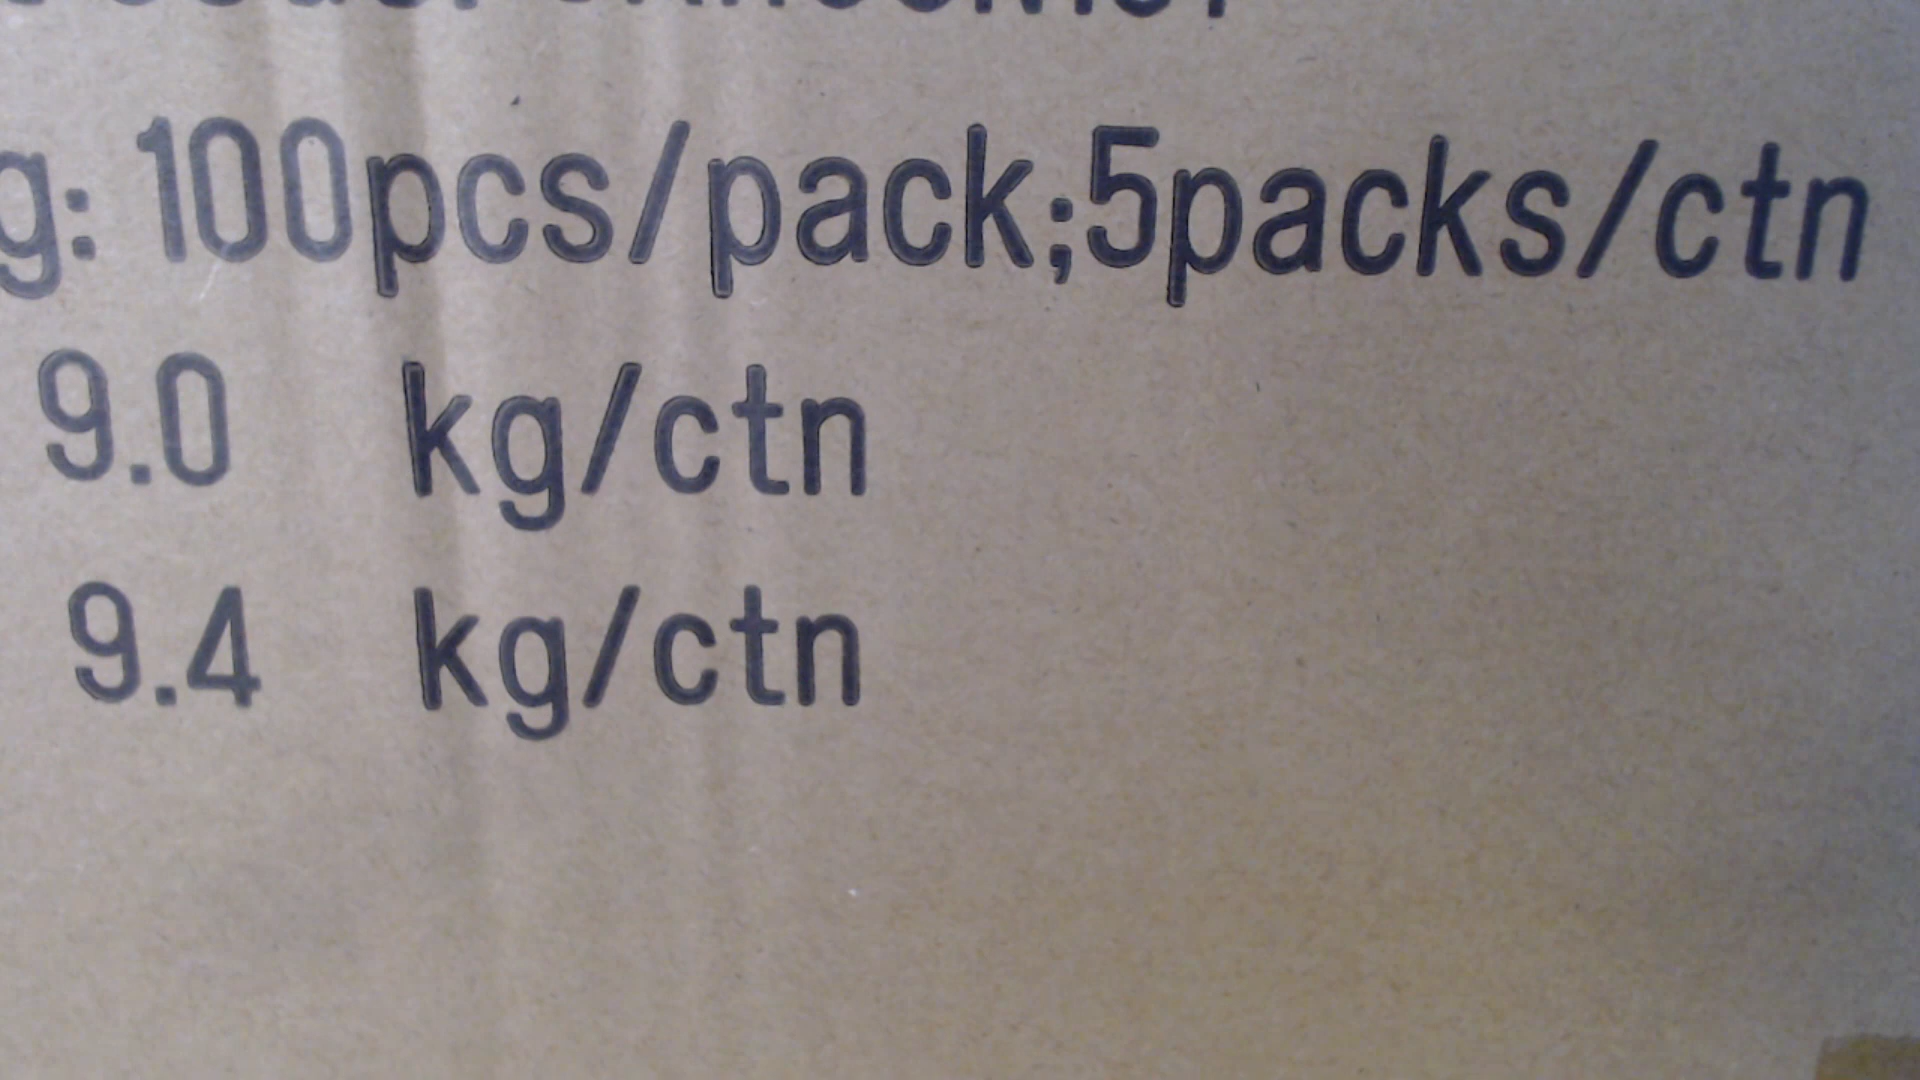 g: 100pcs/pack;5packs/ctn
9.0 kg/ctn
9.4 kg/ctn